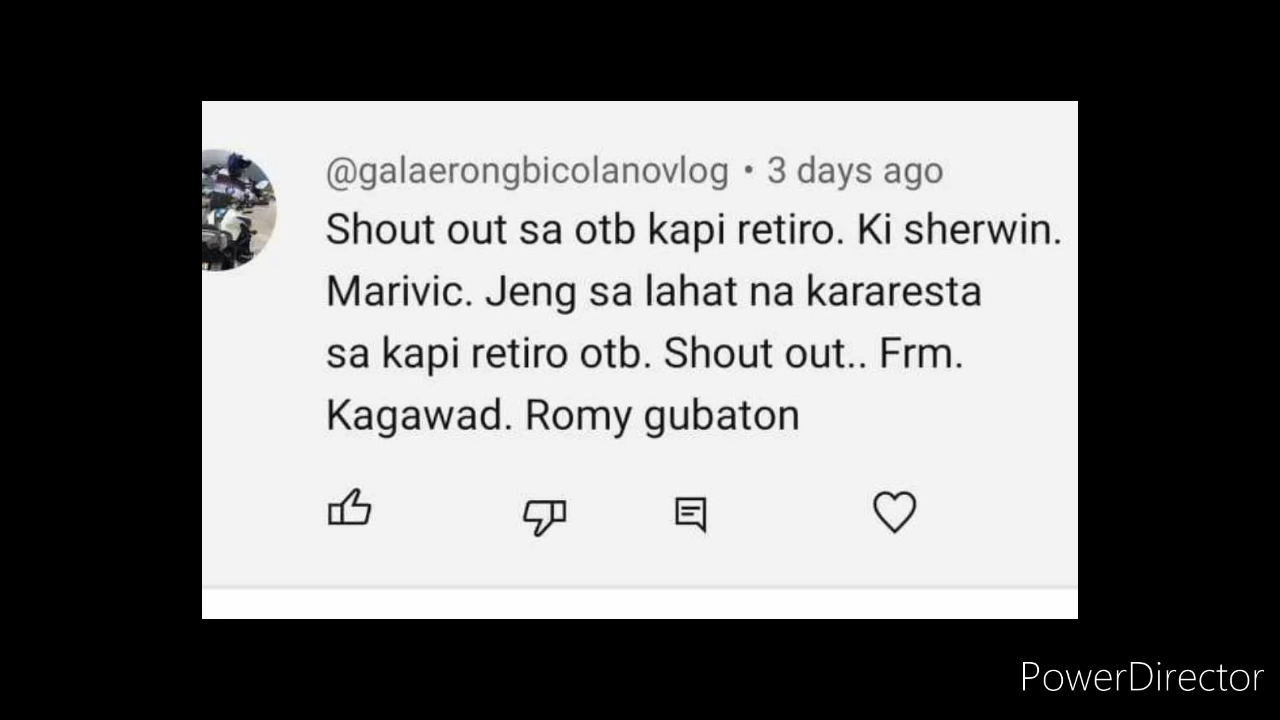 @galaerongbicolanovlog • 3 days ago
Shout out sa otb kapi retiro. Ki sherwin.
Marivic. Jeng sa lahat na kararesta
sa kapi retiro otb. Shout out.. Frm.
Kagawad. Romy gubaton
PowerDirector